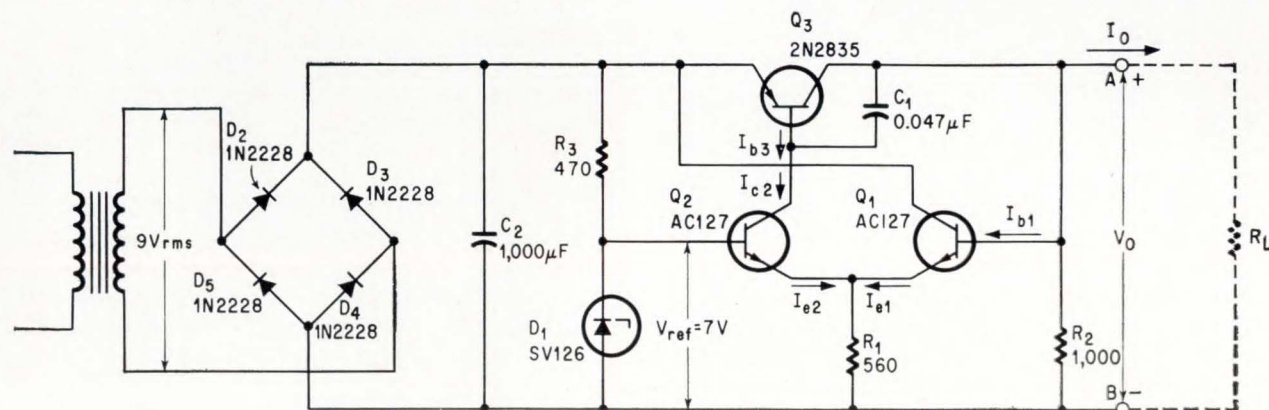 Q3
2N2835
I0
A +
C1
0.047μF
D2
1N2228
D3
1N2228
R3
470
Ib3
Ic2
Q2
AC127
Q1
AC127
Ib1
9Vrms
C2
1,000μF
V0
RL
D5
1N2228
D4
1N2228
Ie2
Ie1
D1
SV126
Vref=7V
R1
560
R2
1,000
B -